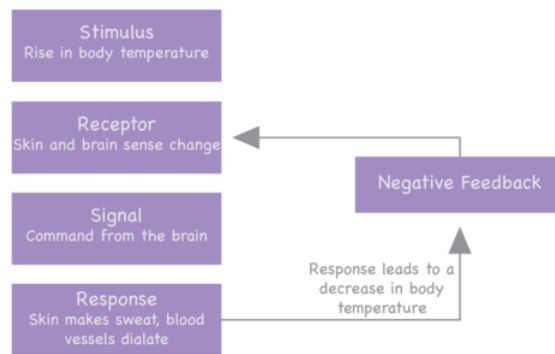 Stimulus
Rise in body temperature
Receptor
Skin and brain sense change
Signal
Command from the brain
Response
Skin makes sweat, blood
vessels dialate
Negative Feedback
Response leads to a
decrease in body
temperature